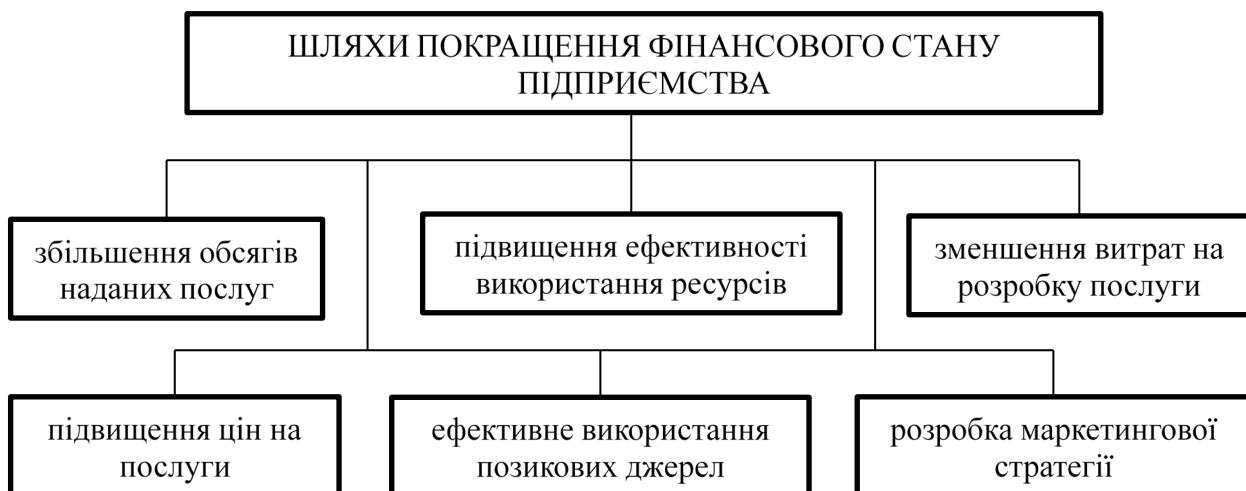 ШЛЯХИ ПОКРАЩЕННЯ ФІНАНСОВОГО СТАНУ
ПІДПРИЄМСТВА
збільшення обсягів
наданих послуг
підвищення ефективності
використання ресурсів
зменшення витрат на
розробку послуги
підвищення цін на
послуги
ефективне використання
позикових джерел
розробка маркетингової
стратегії